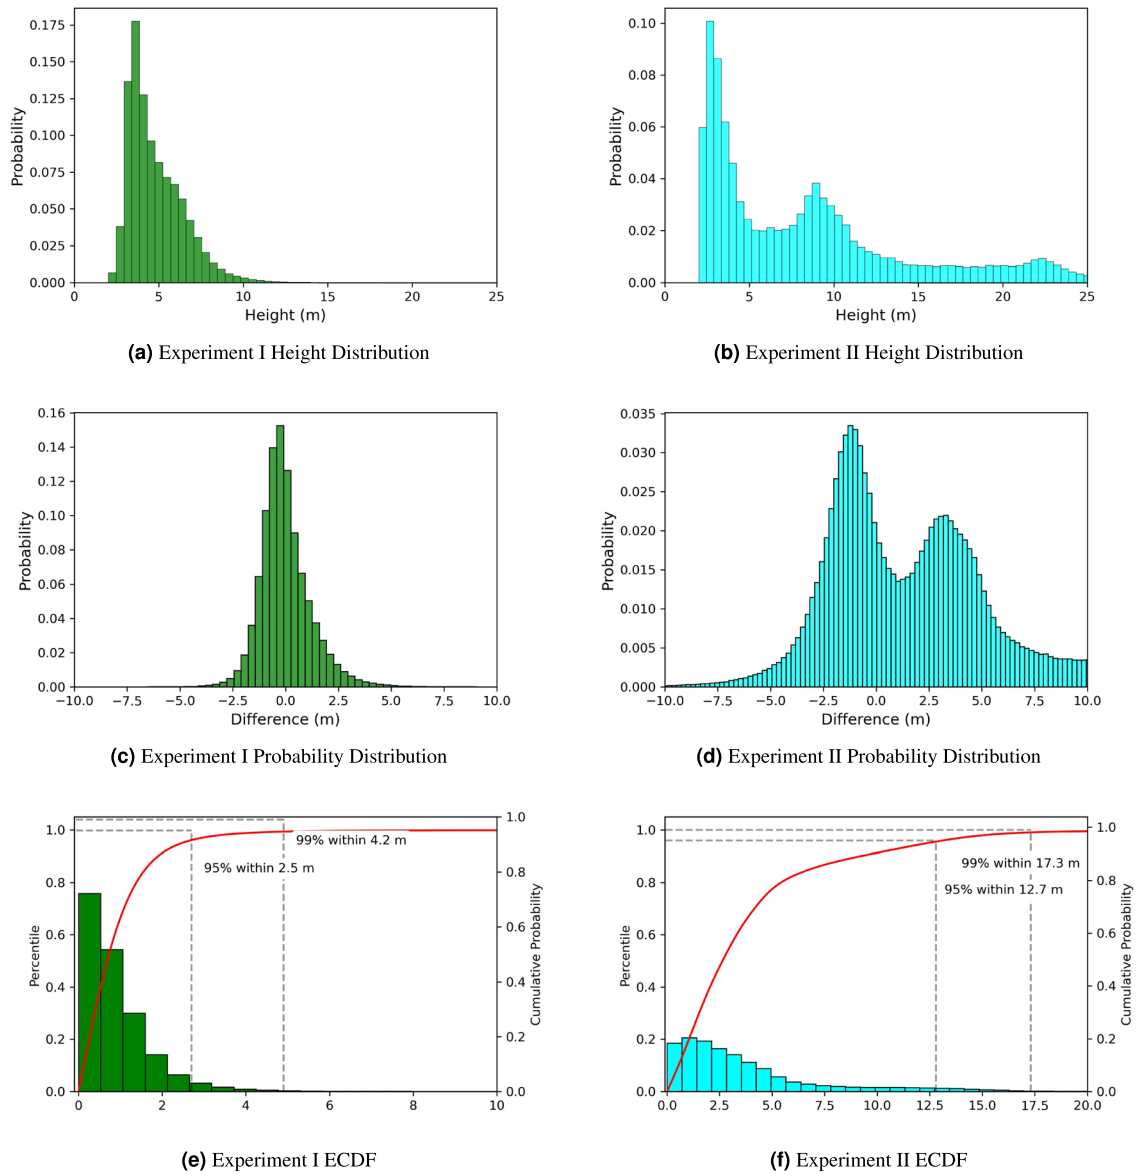 0.175
0.150
0.125
0.100
0.075
0.050
0.025
0.000
Probability
0 5 10 15 20 25
Height (m)
(a) Experiment I Height Distribution
0.10
0.08
0.06
0.04
0.02
0.00
Probability
0 5 10 15 20 25
Height (m)
(b) Experiment II Height Distribution
0.16
0.14
0.12
0.10
0.08
0.06
0.04
0.02
0.00
Probability
−10.0 −7.5 −5.0 −2.5 0.0 2.5 5.0 7.5 10.0
Difference (m)
(c) Experiment I Probability Distribution
0.035
0.030
0.025
0.020
0.015
0.010
0.005
0.000
Probability
−10.0 −7.5 −5.0 −2.5 0.0 2.5 5.0 7.5 10.0
Difference (m)
(d) Experiment II Probability Distribution
1.0
0.8
0.6
0.4
0.2
0.0
Percentile
99% within 4.2 m
95% within 2.5 m
1.0
0.8
0.6
0.4
0.2
0.0
Cumulative Probability
0 2 4 6 8 10
(e) Experiment I ECDF
1.0
0.8
0.6
0.4
0.2
0.0
Percentile
99% within 17.3 m
95% within 12.7 m
1.0
0.8
0.6
0.4
0.2
0.0
Cumulative Probability
0.0 2.5 5.0 7.5 10.0 12.5 15.0 17.5 20.0
(f) Experiment II ECDF